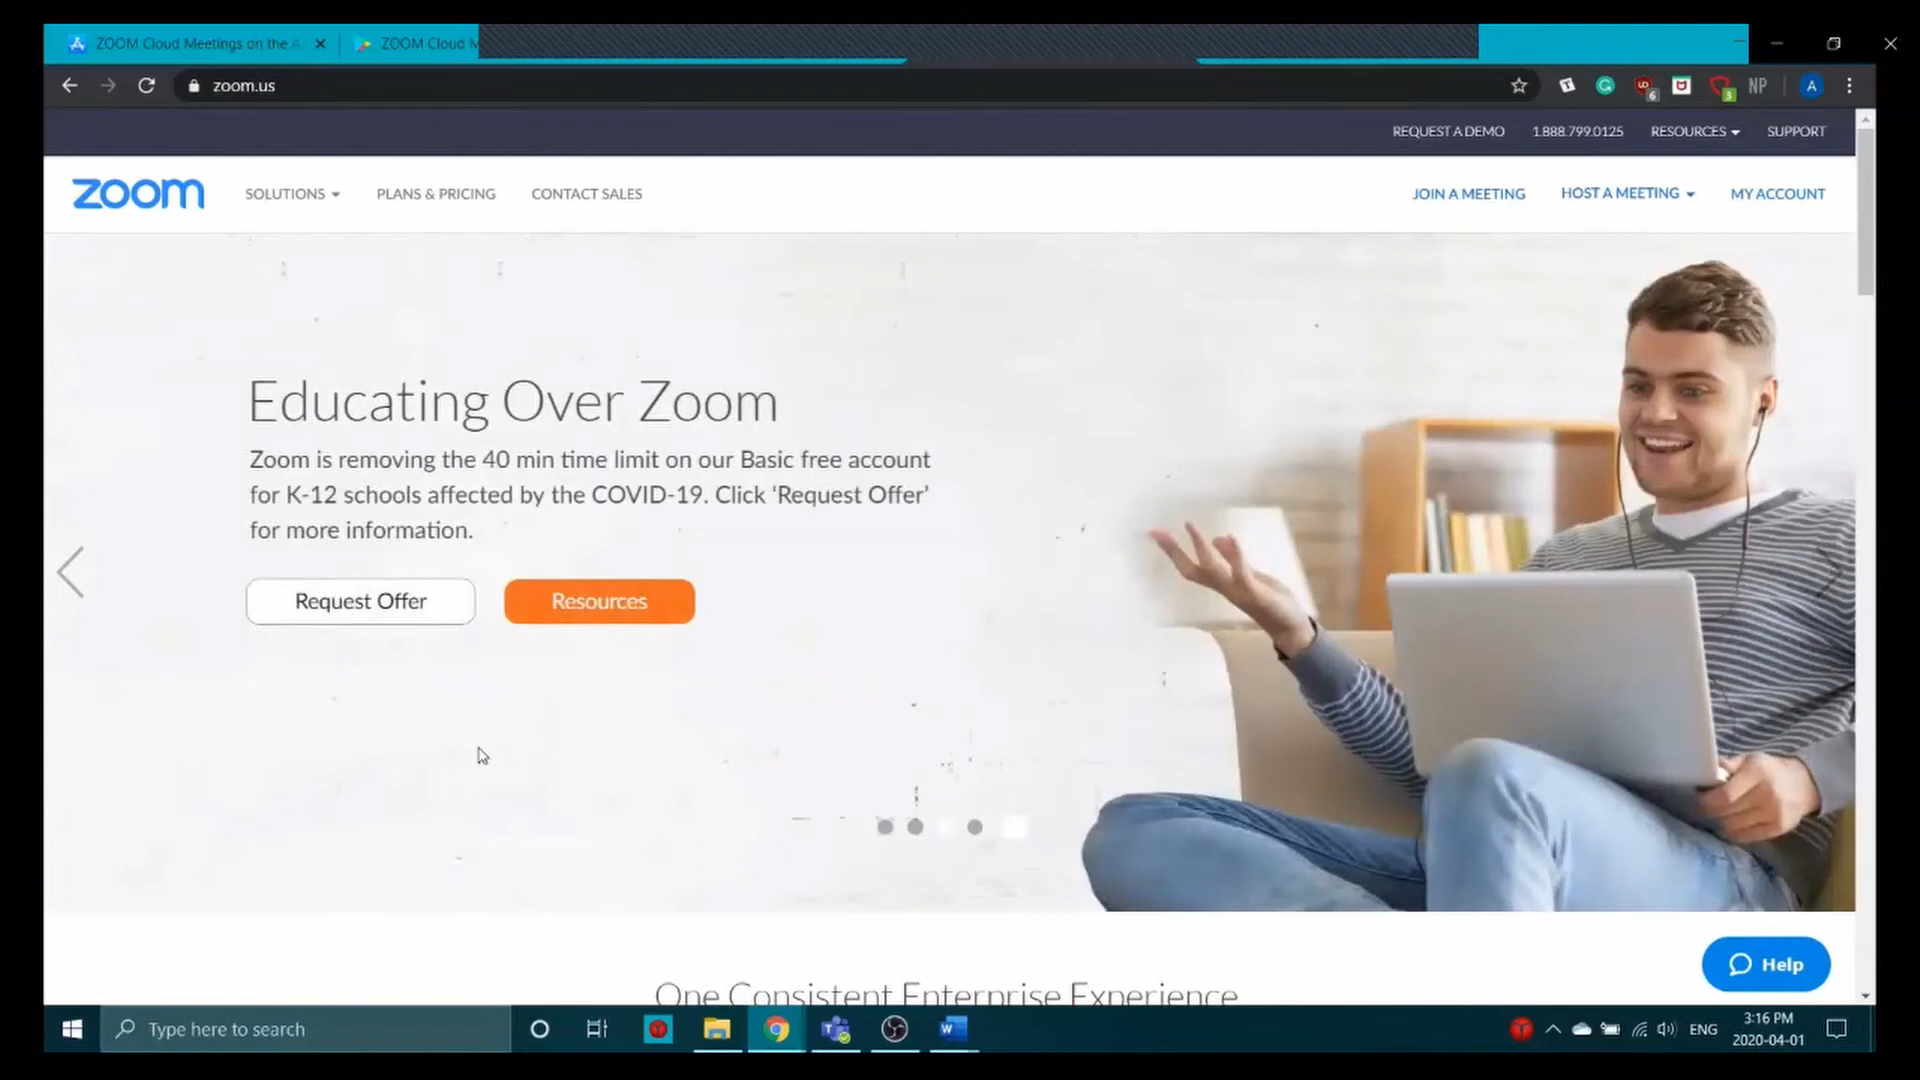 ZOOM Cloud Meetings on the A
ZOOM Cloud M
zoom.us
6
3
NP
A
REQUEST A DEMO
1.888.799.0125
RESOURCES
SUPPORT
zoom
SOLUTIONS
PLANS & PRICING
CONTACT SALES
JOIN A MEETING
HOST A MEETING
MY ACCOUNT
Educating Over Zoom
Zoom is removing the 40 min time limit on our Basic free account
for K-12 schools affected by the COVID-19. Click ‘Request Offer’
for more information.
Request Offer
Resources
Help
One Consistent Enterprise Experience
Type here to search
ENG
3:16 PM
2020-04-01